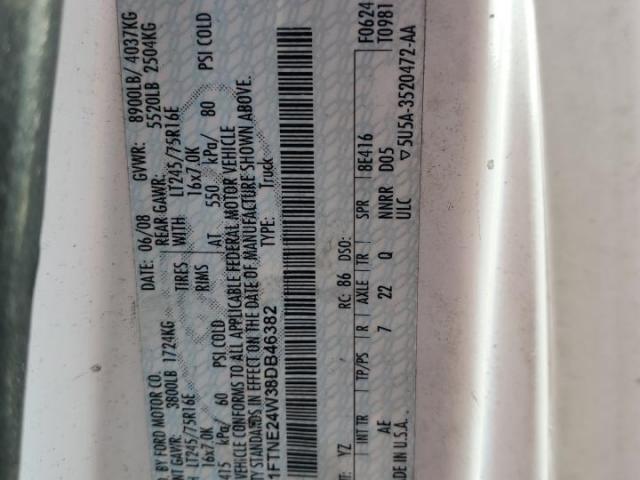 D. BY FORD MOTOR CO. DATE: 06/08 GVWR: 8900LB/ 4037KG
NT GAWR: 3800LB 1724KG REAR GAWR: 5520LB 2504KG
H LT245/75R16E TIRES WITH LT245/75R16E
16x7.0K RIMS 16x7.0K
415 kPa/ 60 PSI COLD AT 550 kPa/ 80 PSI COLD
VEHICLE CONFORMS TO ALL APPLICABLE FEDERAL MOTOR VEHICLE
STANDARDS IN EFFECT ON THE DATE OF MANUFACTURE SHOWN ABOVE.
1FTNE24W38DB46382 TYPE: Truck
F0624
T0981
RC: 86 DSO:
YZ
INT TR TP/PS R AXLE TR SPR 8E416
AE 7 22 Q NNRR D05
IN U.S.A. ULC ▽5U5A-3520472-AA